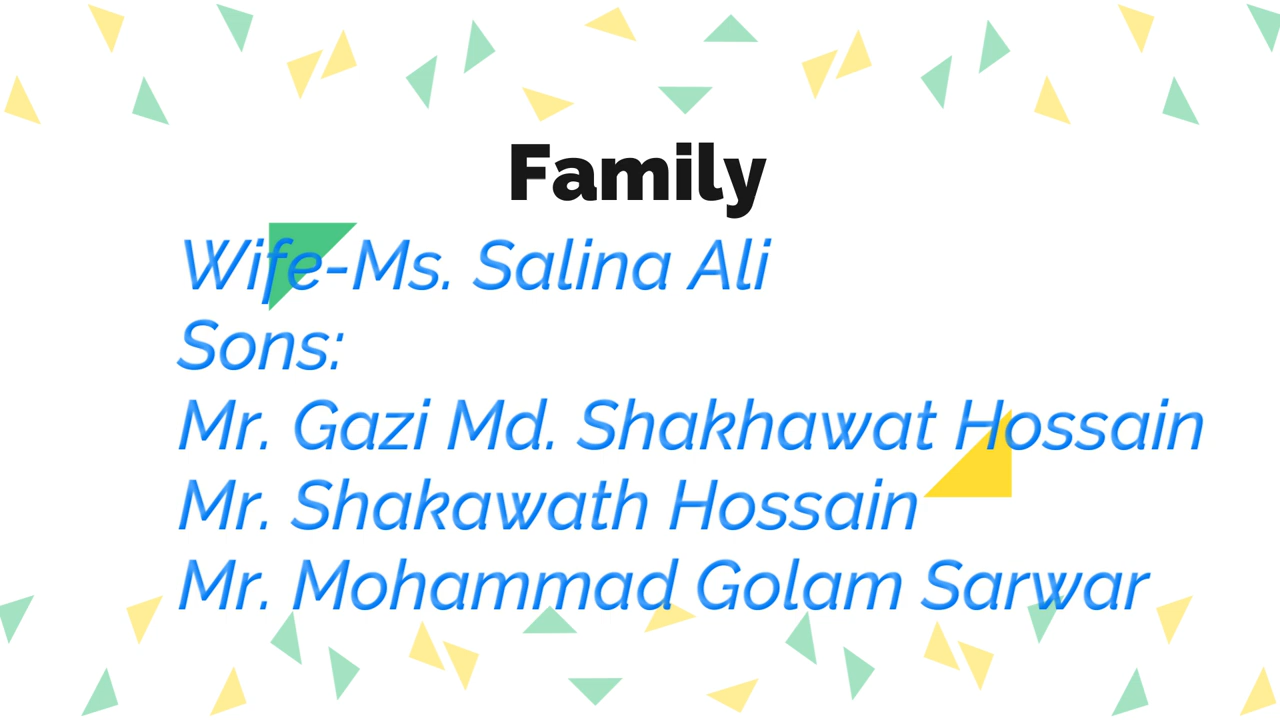 Family
Wife-Ms. Salina Ali
Sons:
Mr. Gazi Md. Shakhawat Hossain
Mr. Shakawath Hossain
Mr. Mohammad Golam Sarwar